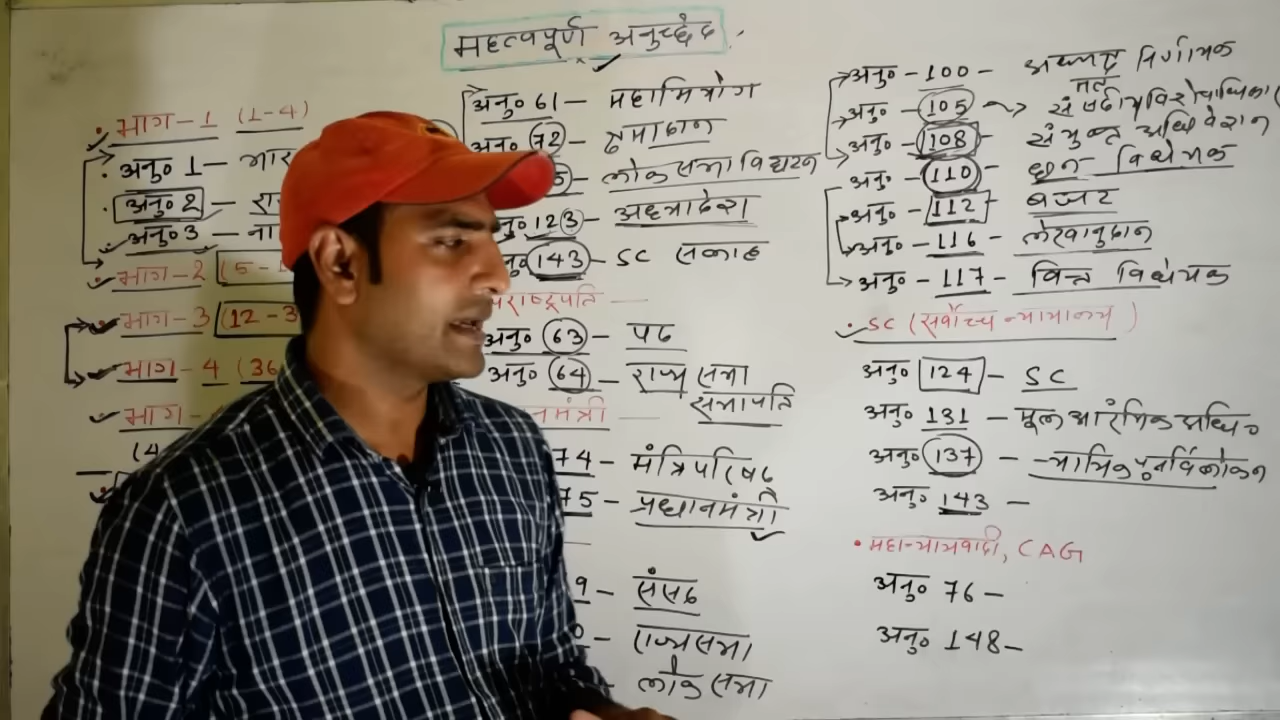 महत्वपूर्ण अनुच्छेद
भाग-1 (1-4)
अनु० 1 - भार
अनु० 2 - रा
अनु० 3 - ना
भाग-2 (5-1
भाग-3 (12-3
भाग-4 (36
भाग-
(4
अनु० 61 - महाभियोग
अनु० 72 - क्षमादान
5 - लोकसभा विघटन
नु० 123 - अध्यादेश
नु० 143 - SC सलाह
पराष्ट्रपति
अनु० 63 - पद
अनु० 64 - राज्य सभा
सभापति
नमंत्री
74 - मंत्रिपरिषद
75 - प्रधानमंत्री
9 - संसद
0 - राज्यसभा
लोकसभा
अनु० - 100 - निर्णायक
मत
अनु० - 105
अनु० - 108 - संयुक्त अधिवेशन
अनु० - 110 - धन - विधेयक
अनु० - 112 - बजट
अनु० - 116 - लेखानुदान
अनु० - 117 - वित्त विधेयक
SC (सर्वोच्च न्यायालय)
अनु० 124 - SC
अनु० 131 - मूल आरंभिक अधि०
अनु० 137 - न्यायिक पुनर्विलोकन
अनु० 143 -
महान्यायवादी, CAG
अनु० 76 -
अनु० 148 -